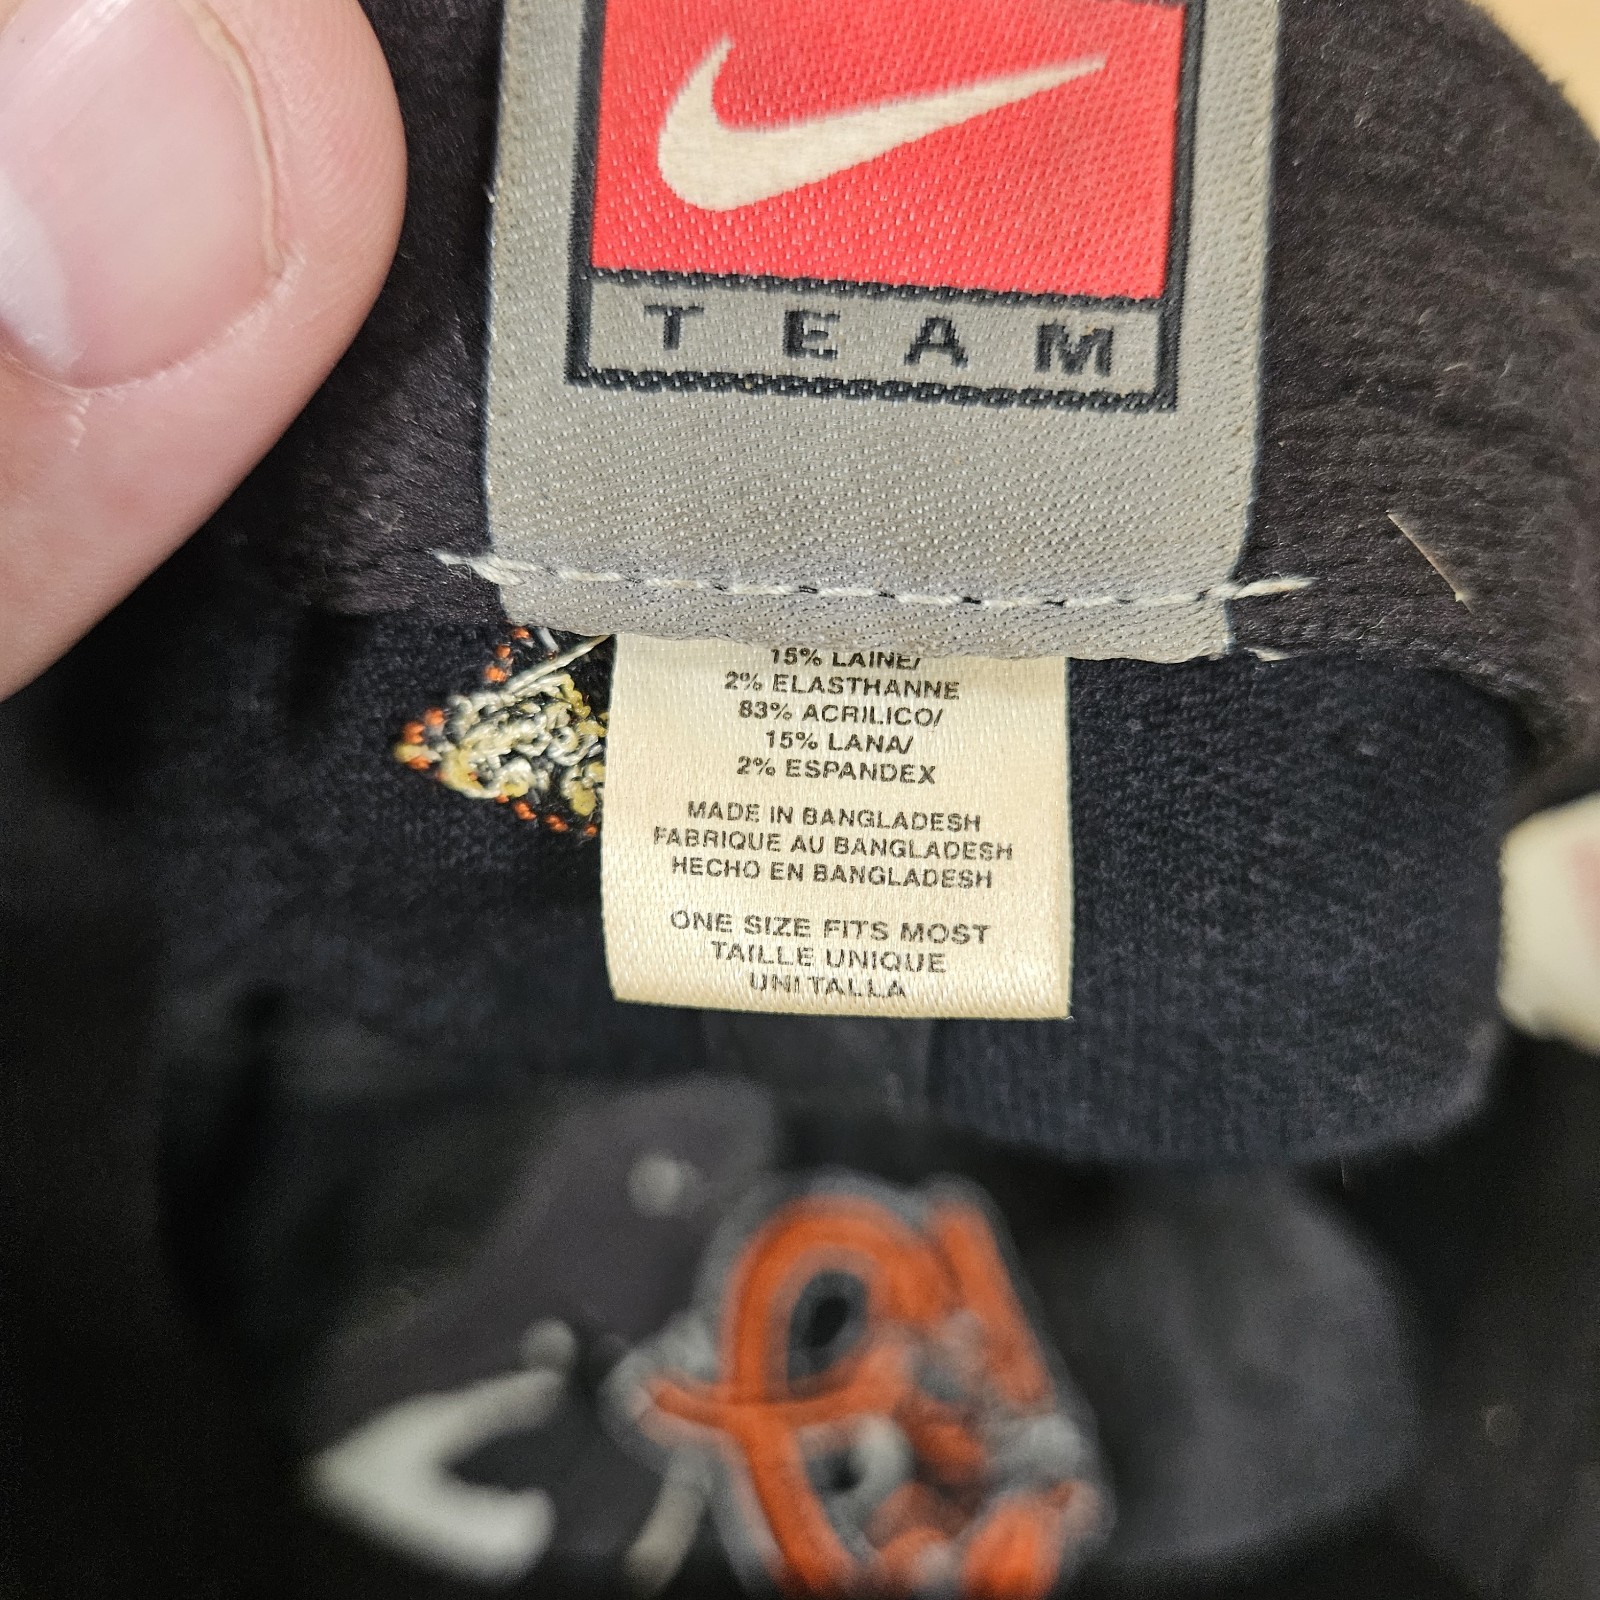 TEAM
15% LAINE/
2% ELASTHANNE
83% ACRILICO/
15% LANA/
2% ESPANDEX
MADE IN BANGLADESH
FABRIQUE AU BANGLADESH
HECHO EN BANGLADESH
ONE SIZE FITS MOST
TAILLE UNIQUE
UNITALLA